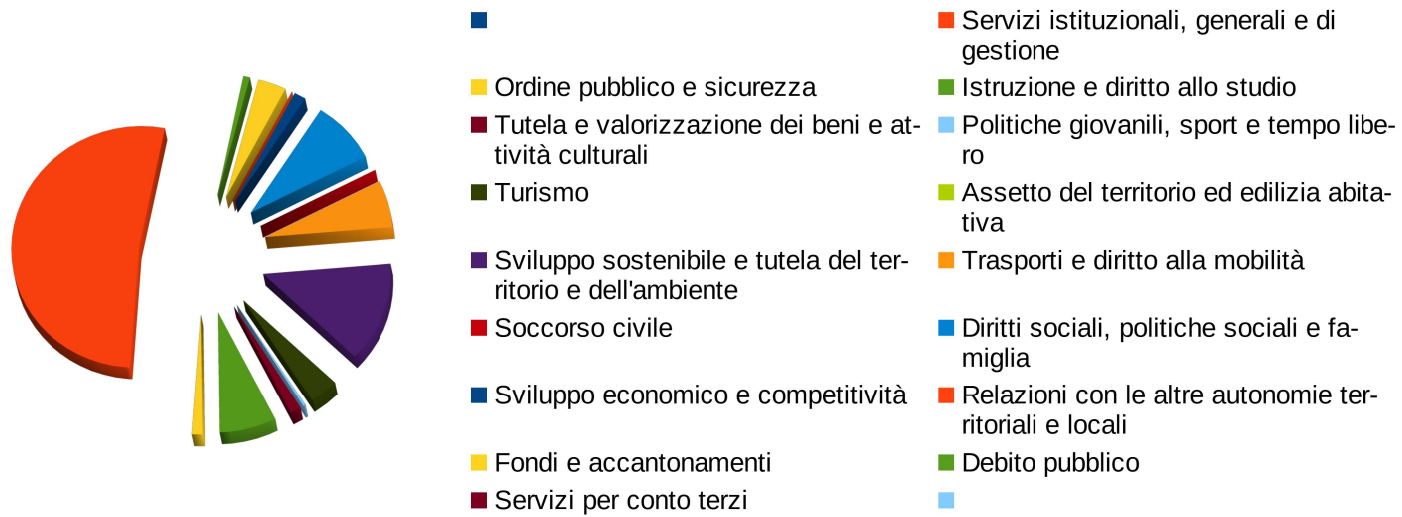 Servizi istituzionali, generali e di
gestione
Ordine pubblico e sicurezza
Istruzione e diritto allo studio
Tutela e valorizzazione dei beni e at-
tività culturali
Politiche giovanili, sport e tempo libe-
ro
Turismo
Assetto del territorio ed edilizia abita-
tiva
Sviluppo sostenibile e tutela del ter-
ritorio e dell'ambiente
Trasporti e diritto alla mobilità
Soccorso civile
Diritti sociali, politiche sociali e fa-
miglia
Sviluppo economico e competitività
Relazioni con le altre autonomie ter-
ritoriali e locali
Fondi e accantonamenti
Debito pubblico
Servizi per conto terzi